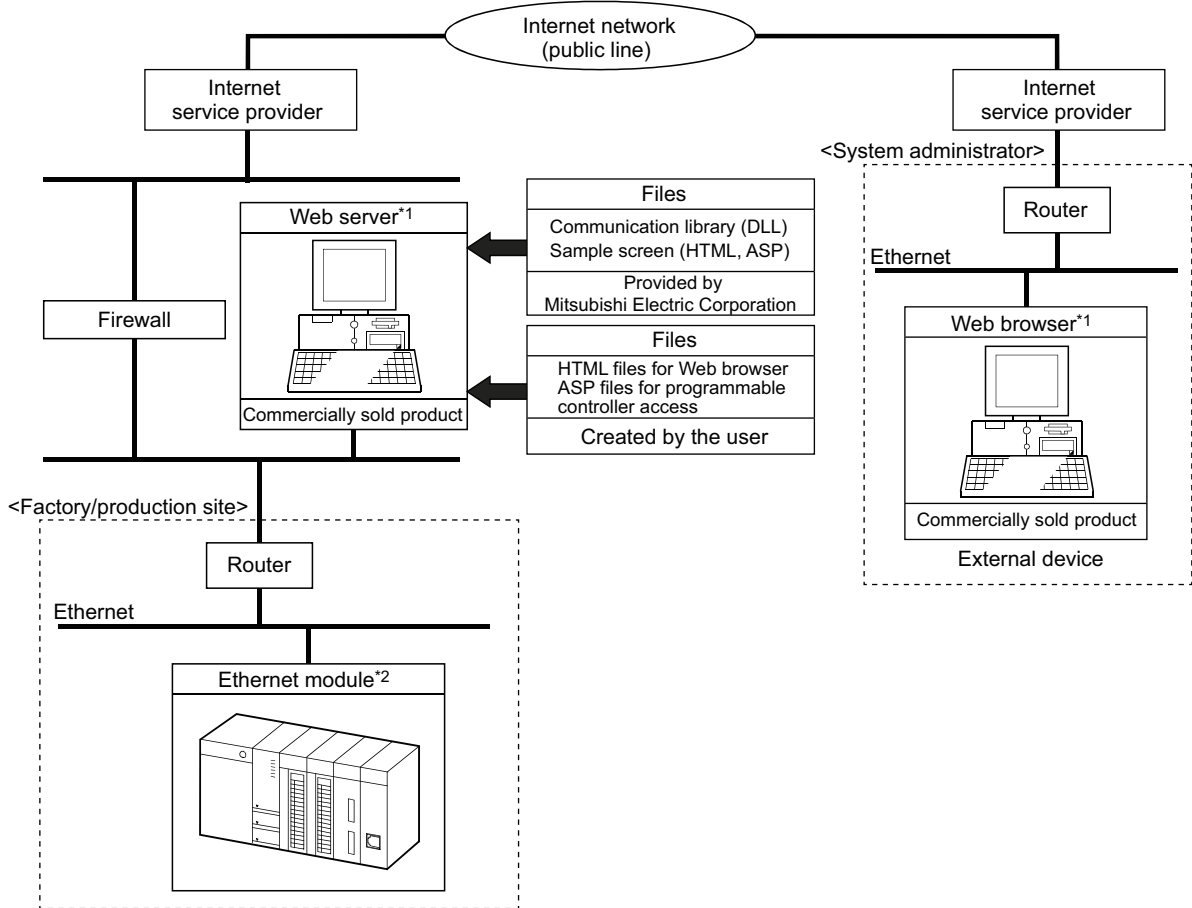 Internet network
(public line)
Internet
service provider
Internet
service provider
<System administrator>
Files
Communication library (DLL)
Sample screen (HTML, ASP)
Provided by
Mitsubishi Electric Corporation
Web server*1
Commercially sold product
Firewall
Files
HTML files for Web browser
ASP files for programmable
controller access
Created by the user
Router
Ethernet
Web browser*1
Commercially sold product
External device
<Factory/production site>
Router
Ethernet
Ethernet module*2